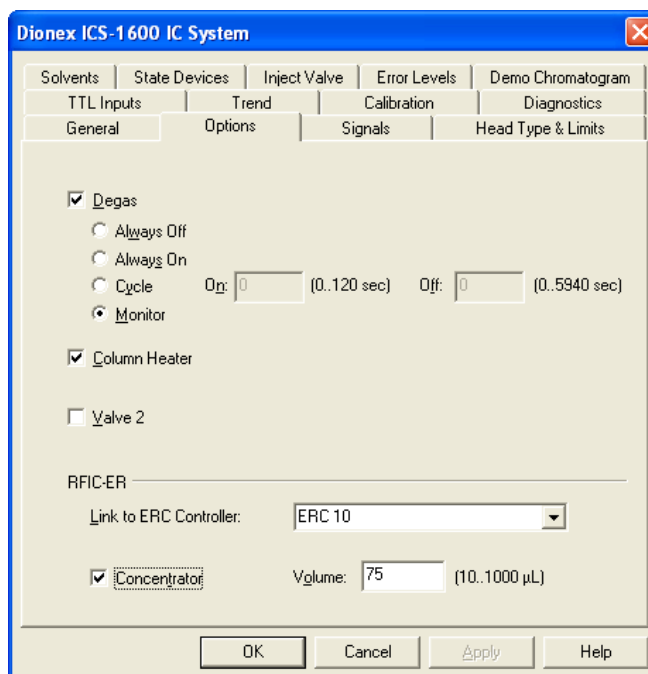 Dionex ICS-1600 IC System
Solvents State Devices Inject Valve Error Levels Demo Chromatogram
TTL Inputs Trend Calibration Diagnostics
General Options Signals Head Type & Limits
Degas
Always Off
Always On
Cycle On: 0 (0..120 sec) Off: 0 (0..5940 sec)
Monitor
Column Heater
Valve 2
RFIC-ER
Link to ERC Controller: ERC 10
Concentrator Volume: 75 (10..1000 µL)
OK Cancel Apply Help